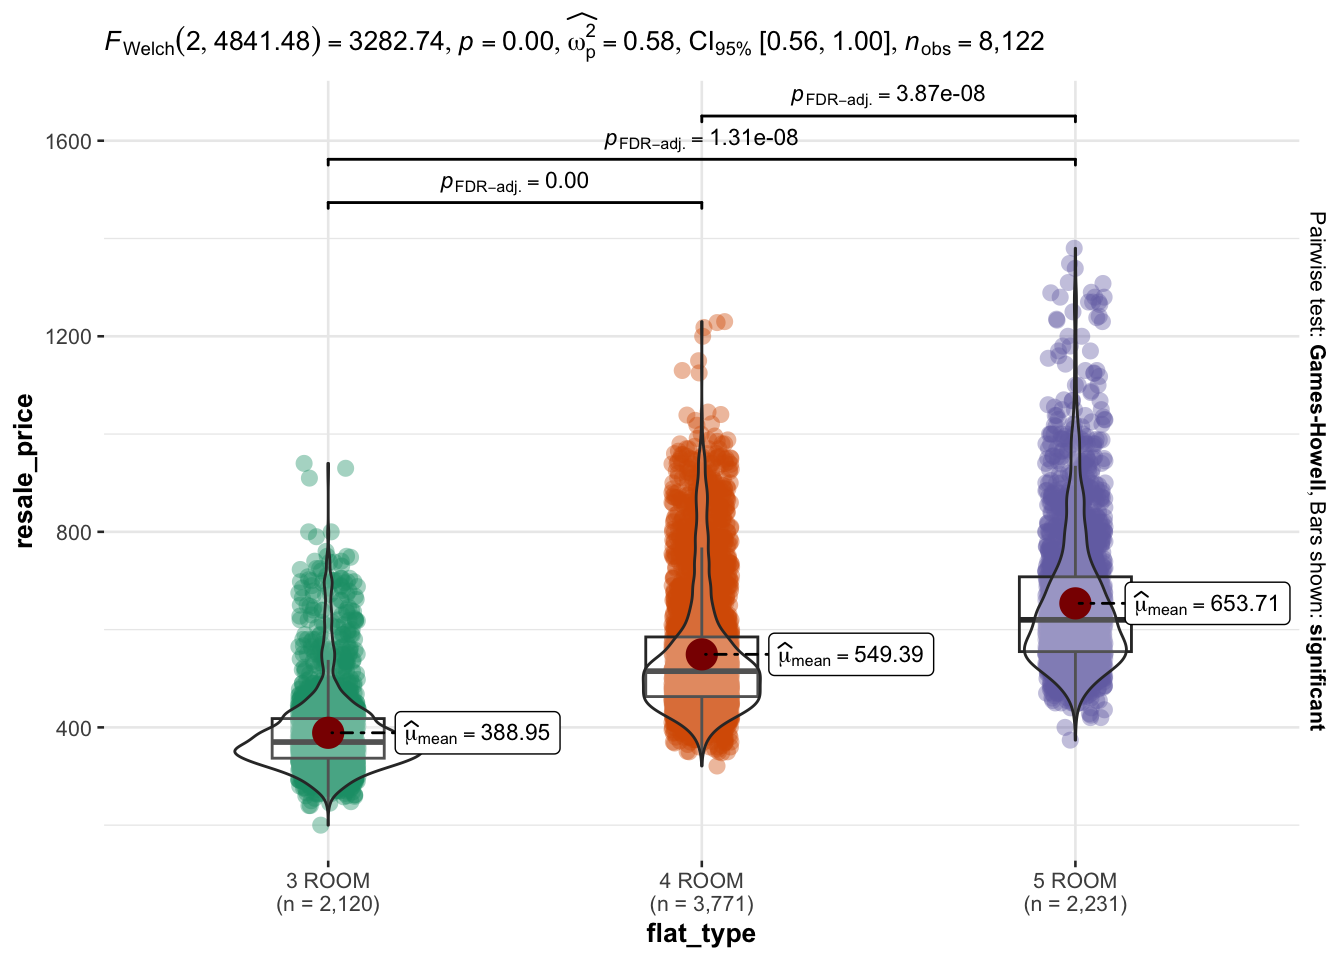 F_Welch(2, 4841.48) = 3282.74, p = 0.00, ω̂²_p = 0.58, CI_95% [0.56, 1.00], n_obs = 8,122
p_FDR−adj. = 3.87e-08
p_FDR−adj. = 1.31e-08
p_FDR−adj. = 0.00
1600
1200
800
400
resale_price
μ̂_mean = 388.95
μ̂_mean = 549.39
μ̂_mean = 653.71
Pairwise test: Games-Howell, Bars shown: significant
3 ROOM
(n = 2,120)
4 ROOM
(n = 3,771)
5 ROOM
(n = 2,231)
flat_type